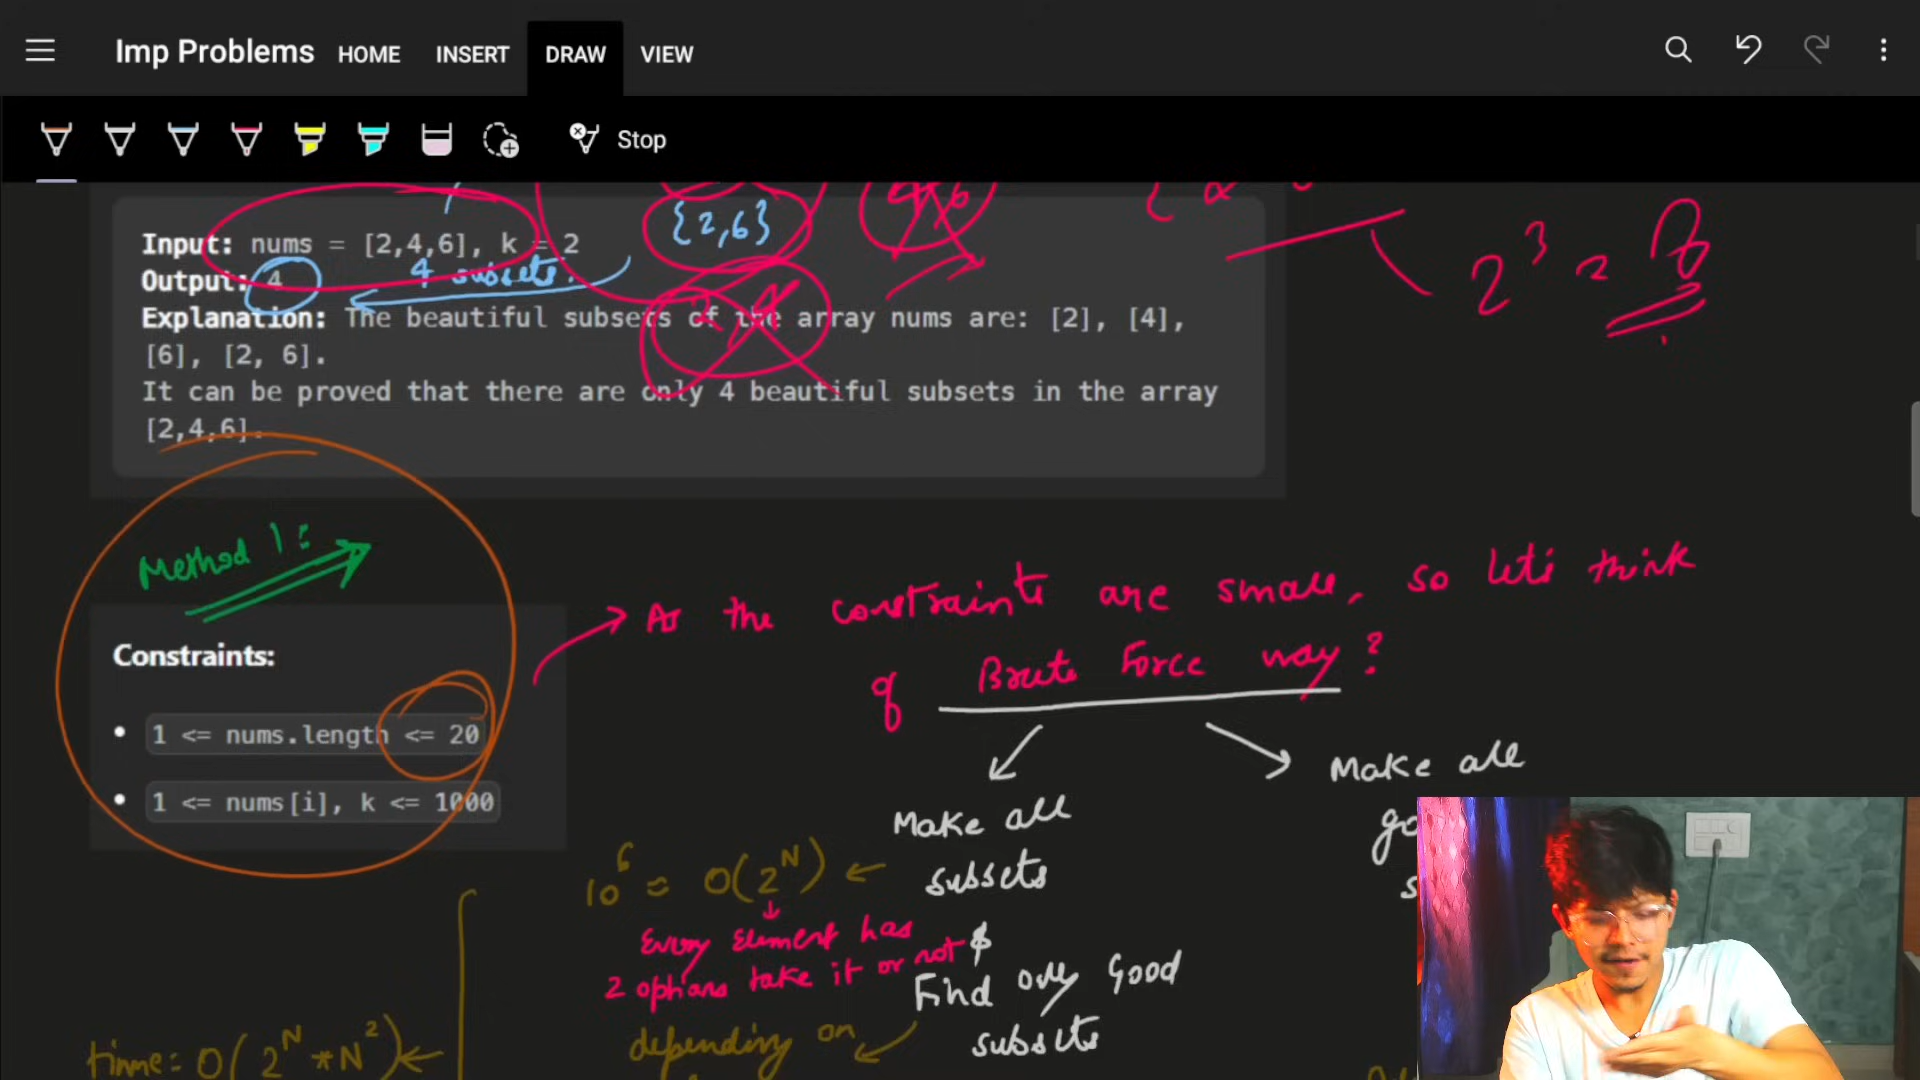 Imp Problems HOME INSERT DRAW VIEW
Stop
{2,6}
2³ = 8
Input: nums = [2,4,6], k = 2
Output: 4
4 subsets.
2,4
Explanation: The beautiful subsets of the array nums are: [2], [4],
[6], [2, 6].
It can be proved that there are only 4 beautiful subsets in the array
[2,4,6].
Method 1:
Constraints:
1 <= nums.length <= 20
1 <= nums[i], k <= 1000
As the constraints are small, so let's think
of Brute Force way?
Make all
subsets
&
Find only Good
subsets
Make all
10⁶ = O(2ᴺ)
Every Element has
2 options take it or not
depending on
time: O(2ᴺ * N²)